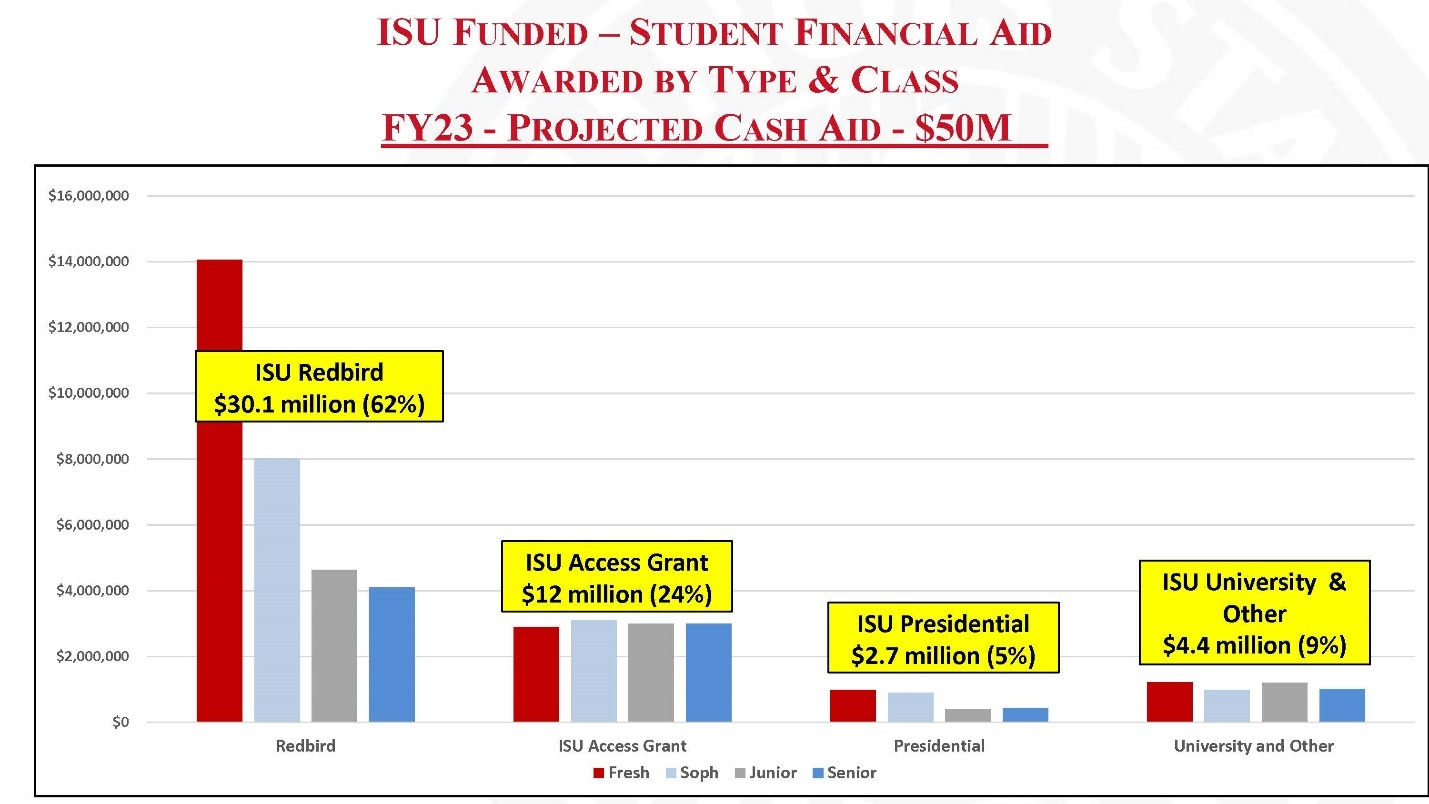 ISU FUNDED – STUDENT FINANCIAL AID
AWARDED BY TYPE & CLASS
FY23 - PROJECTED CASH AID - $50M
$16,000,000
$14,000,000
$12,000,000
$10,000,000
$8,000,000
$6,000,000
$4,000,000
$2,000,000
$0
ISU Redbird
$30.1 million (62%)
ISU Access Grant
$12 million (24%)
ISU Presidential
$2.7 million (5%)
ISU University &
Other
$4.4 million (9%)
Redbird
ISU Access Grant
Presidential
University and Other
Fresh Soph Junior Senior